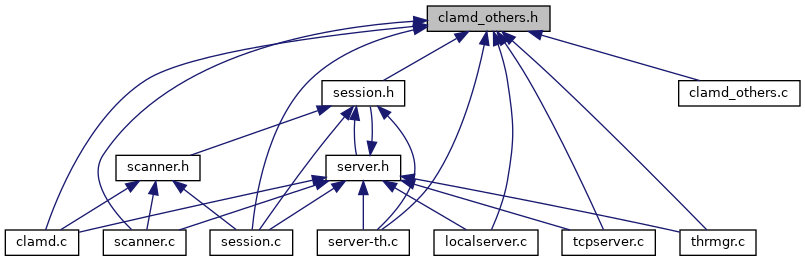 clamd_others.h
session.h
clamd_others.c
scanner.h
server.h
clamd.c
scanner.c
session.c
server-th.c
localserver.c
tcpserver.c
thrmgr.c